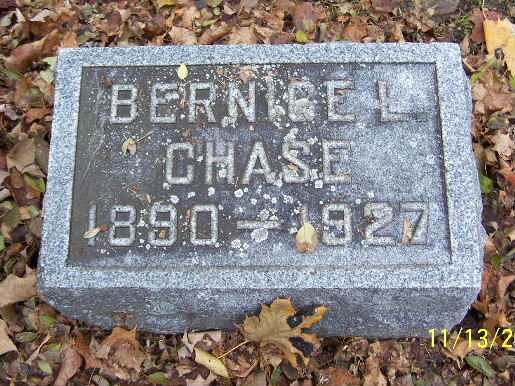 BERNICE L.
CHASE
1890 - 1927
11/13/2